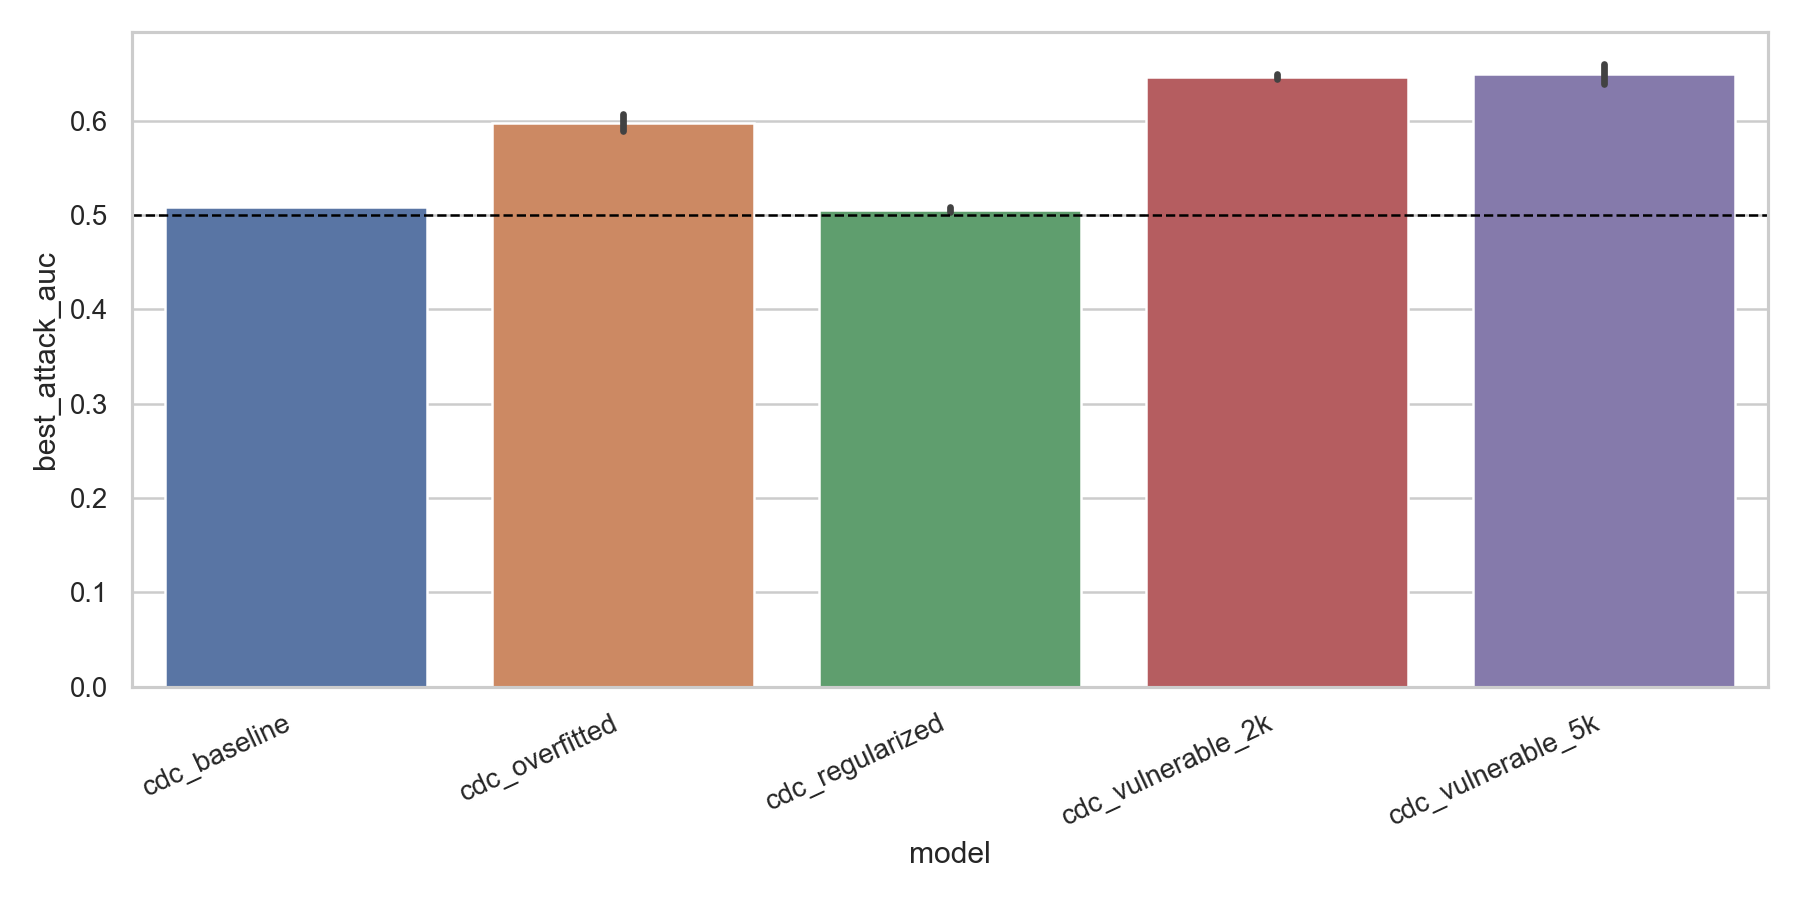 best_attack_auc
0.6
0.5
0.4
0.3
0.2
0.1
0.0
cdc_baseline
cdc_overfitted
cdc_regularized
cdc_vulnerable_2k
cdc_vulnerable_5k
model